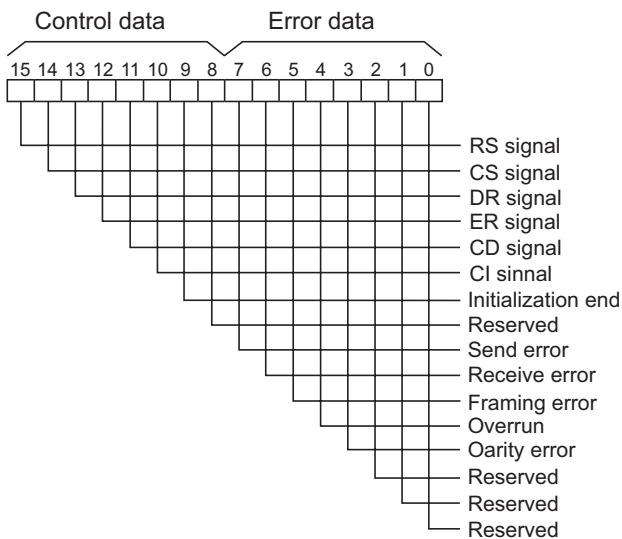 Control data Error data
15 14 13 12 11 10 9 8 7 6 5 4 3 2 1 0
RS signal
CS signal
DR signal
ER signal
CD signal
CI sinnal
Initialization end
Reserved
Send error
Receive error
Framing error
Overrun
Oarity error
Reserved
Reserved
Reserved